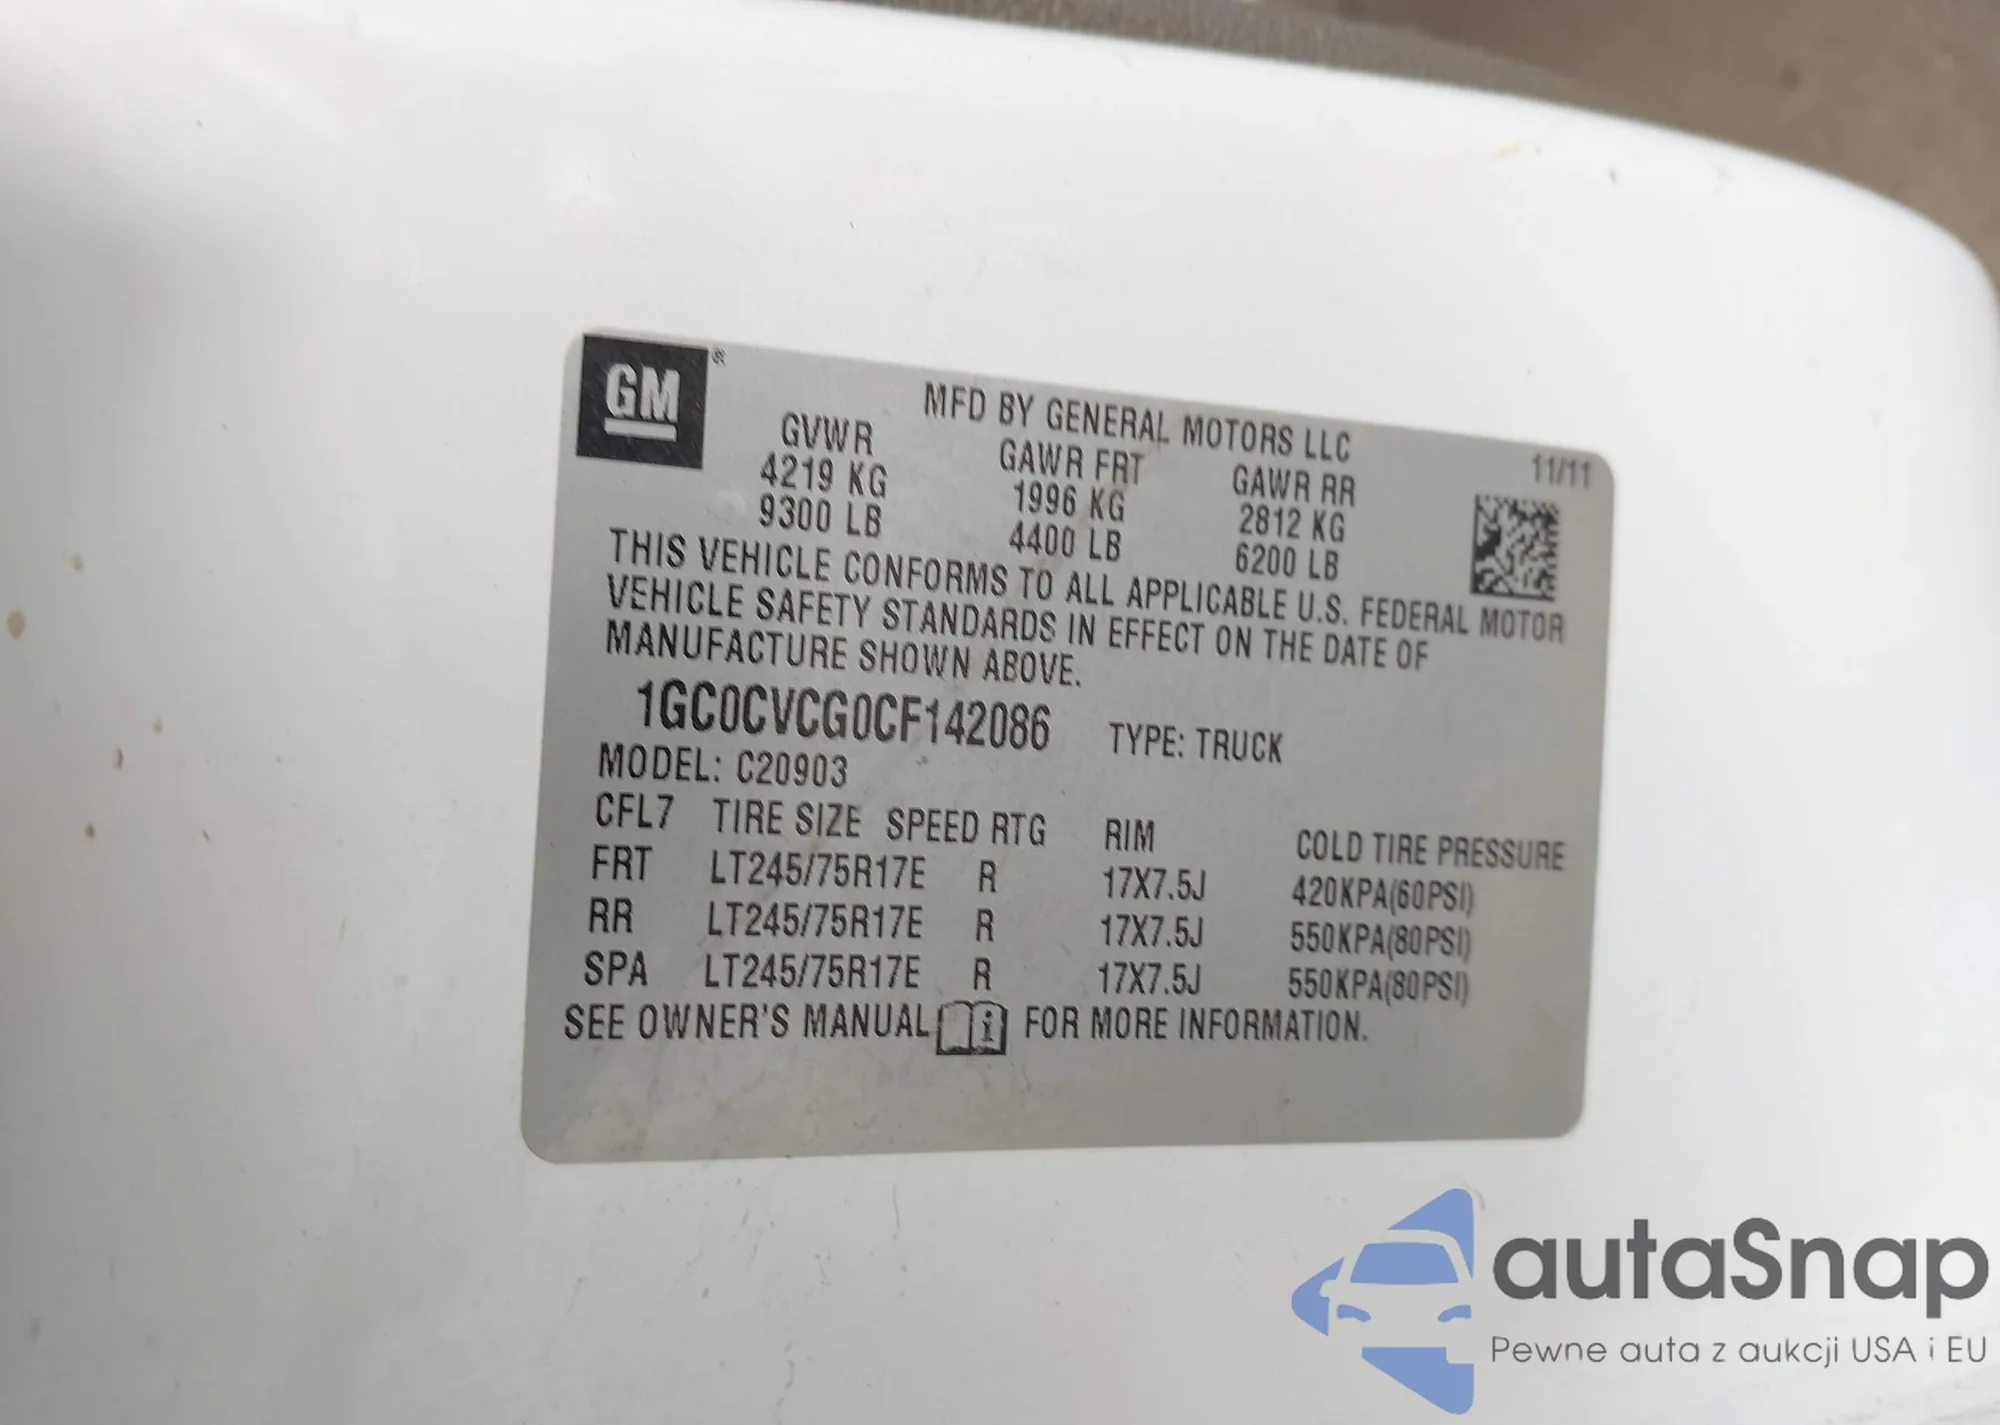 GM®
MFD BY GENERAL MOTORS LLC
11/11
GVWR GAWR FRT GAWR RR
4219 KG 1996 KG 2812 KG
9300 LB 4400 LB 6200 LB
THIS VEHICLE CONFORMS TO ALL APPLICABLE U.S. FEDERAL MOTOR
VEHICLE SAFETY STANDARDS IN EFFECT ON THE DATE OF
MANUFACTURE SHOWN ABOVE.
1GC0CVCG0CF142086 TYPE: TRUCK
MODEL: C20903
CFL7 TIRE SIZE SPEED RTG RIM COLD TIRE PRESSURE
FRT LT245/75R17E R 17X7.5J 420KPA(60PSI)
RR LT245/75R17E R 17X7.5J 550KPA(80PSI)
SPA LT245/75R17E R 17X7.5J 550KPA(80PSI)
SEE OWNER'S MANUAL i FOR MORE INFORMATION.
autaSnap
Pewne auta z aukcji USA i EU